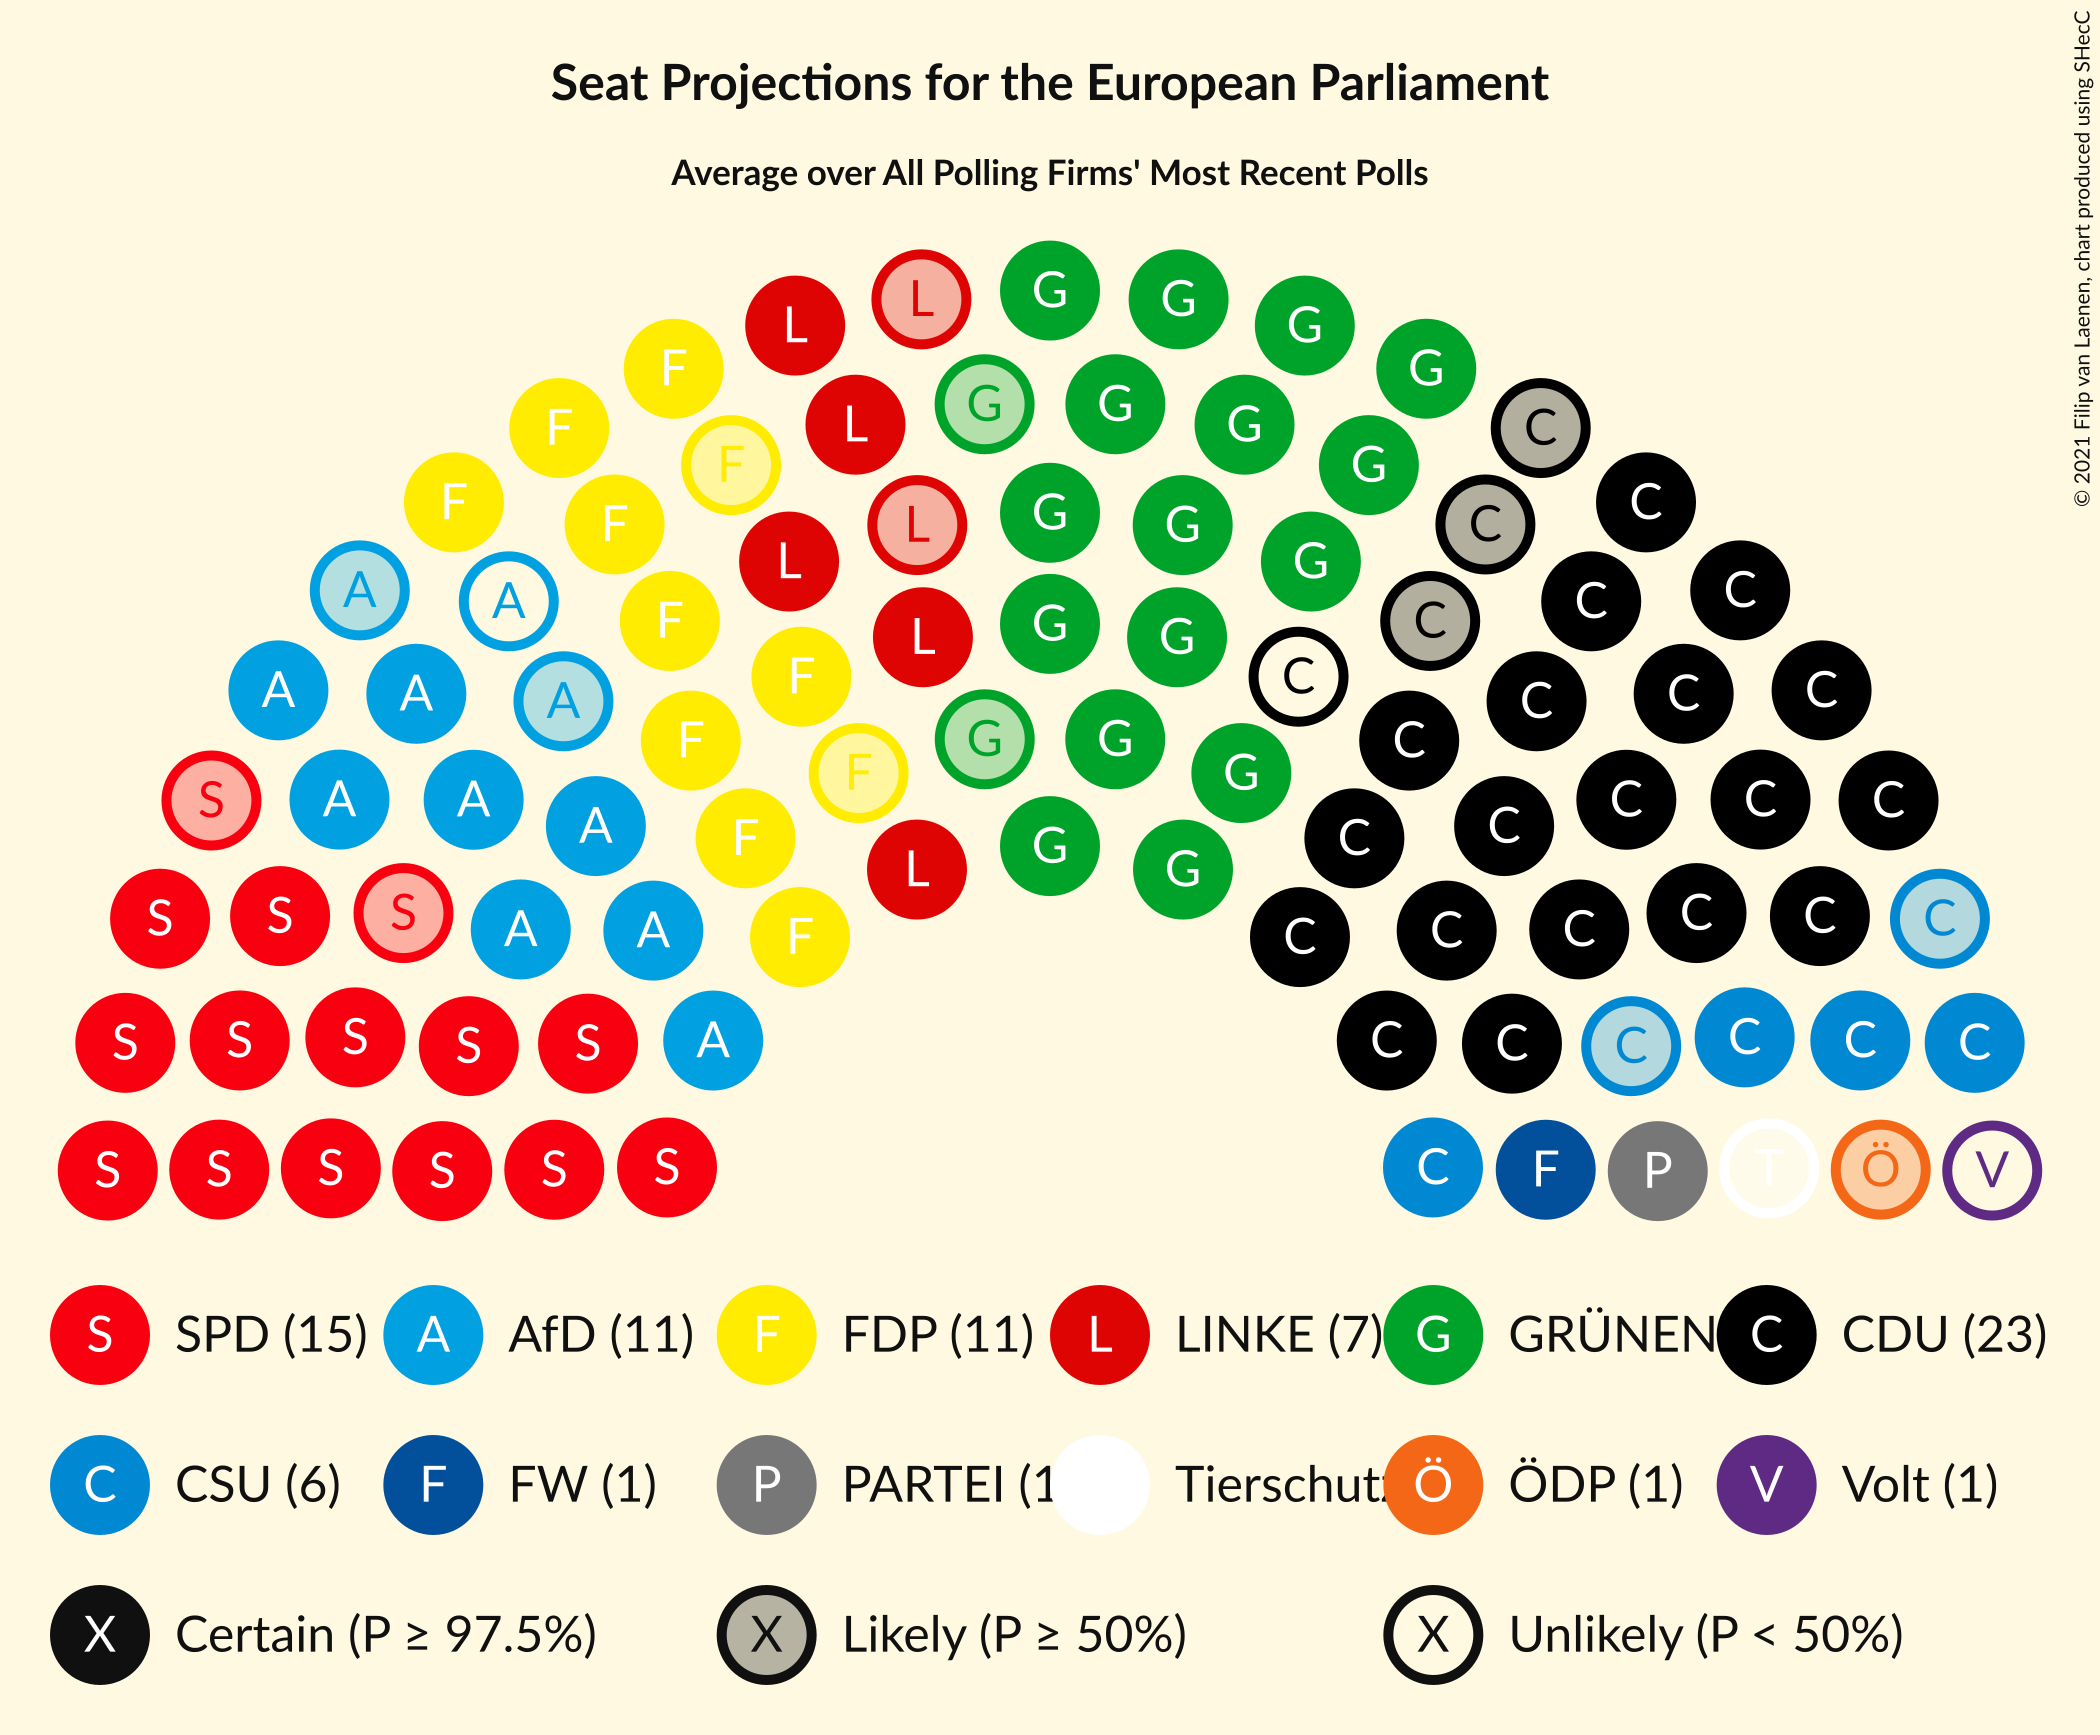 Seat Projections for the European Parliament
Average over All Polling Firms' Most Recent Polls
© 2021 Filip van Laenen, chart produced using SHecC
L G G G
L G
F G G G G
F L G C
F F L G G G C
F F G C C
A A F L G G C C C
A A A F F G G C C C C
A A F F G G G C C C
S A A A F G G C C C C C
S S S A A F L C C C C C C
S S S S S A C C C C C C
S S S S S S C F P T Ö V
S SPD (15) A AfD (11) F FDP (11) L LINKE (7) G GRÜNEN C CDU (23)
C CSU (6) F FW (1) P PARTEI (1 Tierschutz Ö ÖDP (1) V Volt (1)
X Certain (P ≥ 97.5%) X Likely (P ≥ 50%) X Unlikely (P < 50%)